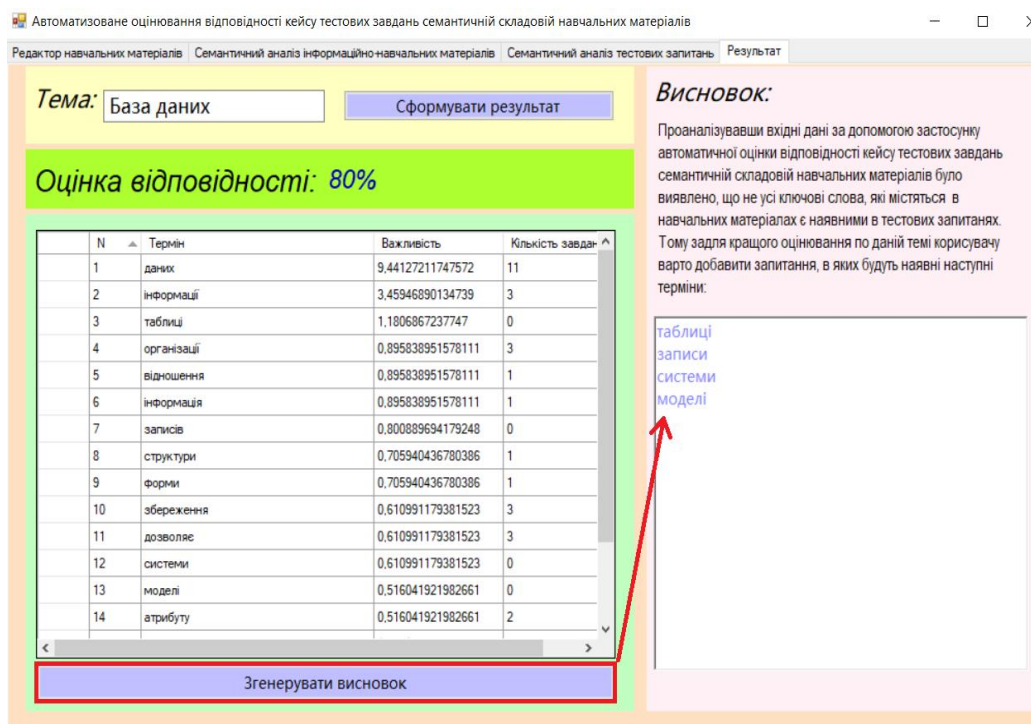 Автоматизоване оцінювання відповідності кейсу тестових завдань семантичній складовій навчальних матеріалів
Редактор навчальних матеріалів Семантичний аналіз інформаційно-навчальних матеріалів Семантичний аналіз тестових запитань Результат
Тема: База даних Сформувати результат
Оцінка відповідності: 80%
N Термін Важливість Кількість завдан
1 даних 9,44127211747572 11
2 інформації 3,45946890134739 3
3 таблиці 1,1806867237747 0
4 організації 0,895838951578111 3
5 відношення 0,895838951578111 1
6 інформація 0,895838951578111 1
7 записів 0,800889694179248 0
8 структури 0,705940436780386 1
9 форми 0,705940436780386 1
10 збереження 0,610991179381523 3
11 дозволяє 0,610991179381523 3
12 системи 0,610991179381523 0
13 моделі 0,516041921982661 0
14 атрибуту 0,516041921982661 2
Згенерувати висновок
Висновок:
Проаналізувавши вхідні дані за допомогою застосунку
автоматичної оцінки відповідності кейсу тестових завдань
семантичній складовій навчальних матеріалів було
виявлено, що не усі ключові слова, які містяться в
навчальних матеріалах є наявними в тестових запитанях.
Тому задля кращого оцінювання по даній темі корисувачу
варто добавити запитання, в яких будуть наявні наступні
терміни:
таблиці
записи
системи
моделі